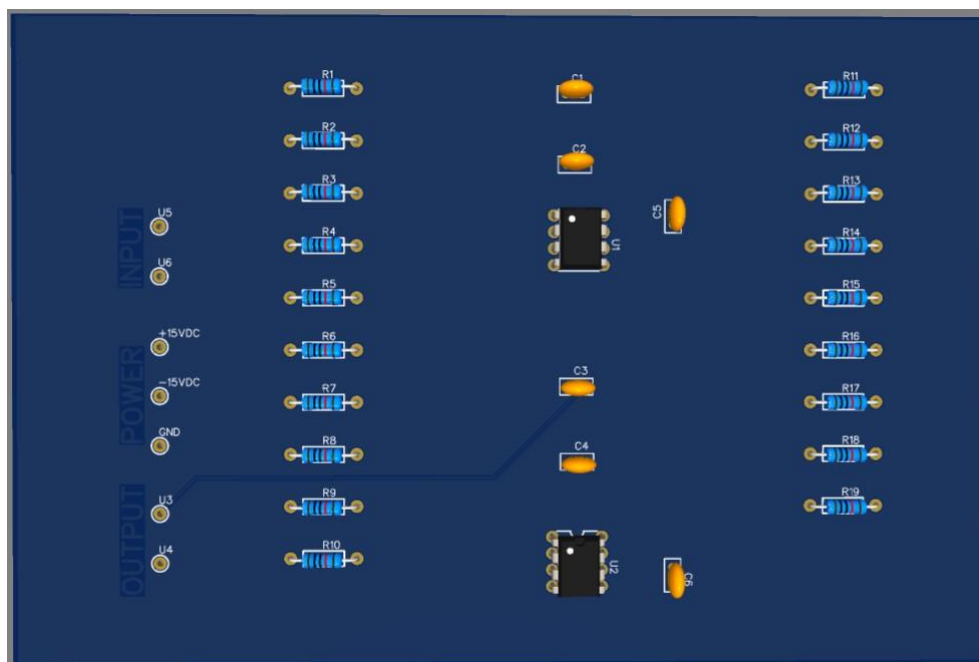 R1
R2
R3
R4
R5
R6
R7
R8
R9
R10
C1
C2
C5
U1
C3
C4
U2
C6
R11
R12
R13
R14
R15
R16
R17
R18
R19
INPUT
U5
U6
POWER
+15VDC
-15VDC
GND
OUTPUT
U3
U4